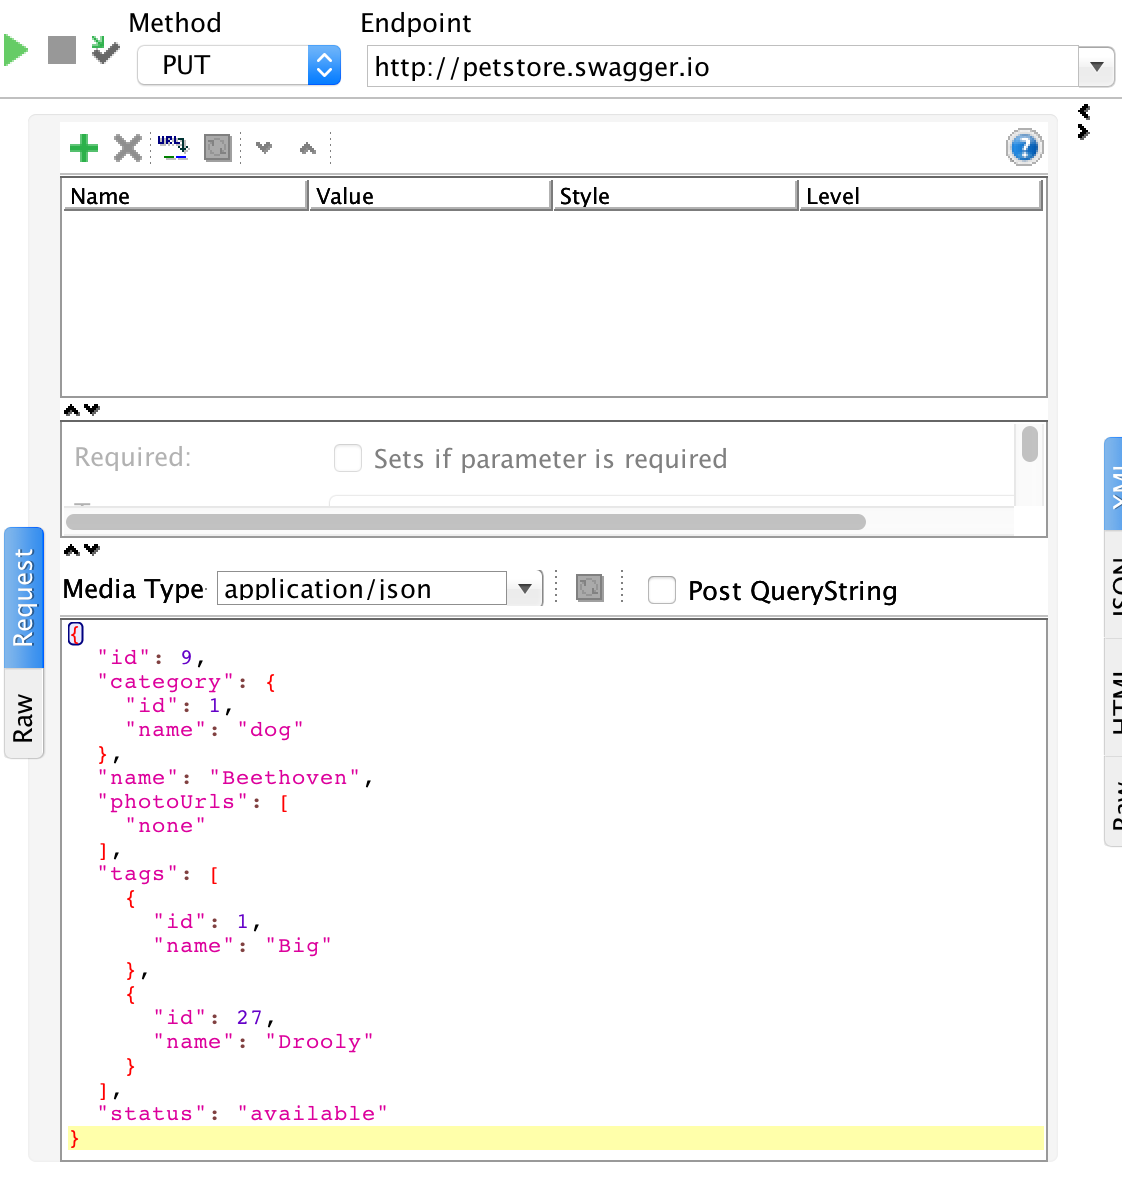 Method Endpoint
PUT http://petstore.swagger.io
URL
Name Value Style Level
Required: Sets if parameter is required
Request
Raw
Media Type application/json Post QueryString
{
"id": 9,
"category": {
"id": 1,
"name": "dog"
},
"name": "Beethoven",
"photoUrls": [
"none"
],
"tags": [
{
"id": 1,
"name": "Big"
},
{
"id": 27,
"name": "Drooly"
}
],
"status": "available"
}
XML
JSON
HTML
Raw